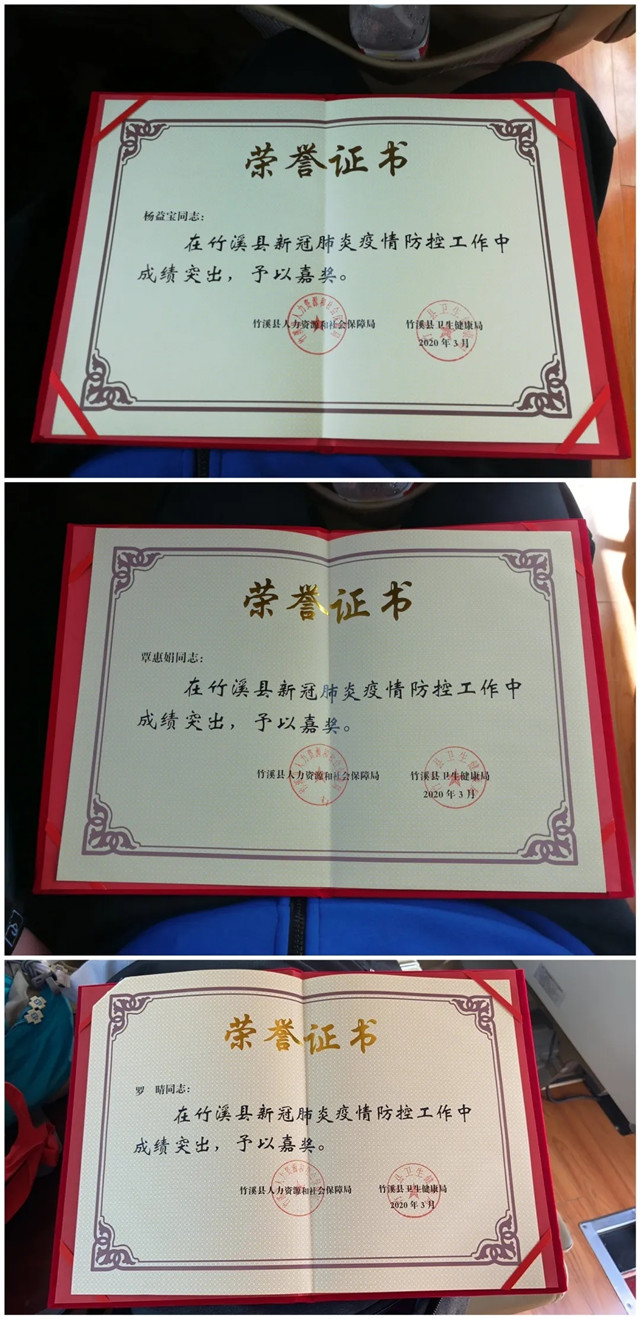 荣誉证书
杨益宝同志：
在竹溪县新冠肺炎疫情防控工作中
成绩突出，予以嘉奖。
竹溪县人力资源和社会保障局 竹溪县卫生健康局
2020年3月
荣誉证书
覃惠娟同志：
在竹溪县新冠肺炎疫情防控工作中
成绩突出，予以嘉奖。
竹溪县人力资源和社会保障局 竹溪县卫生健康局
2020年3月
荣誉证书
罗 晴同志：
在竹溪县新冠肺炎疫情防控工作中
成绩突出，予以嘉奖。
竹溪县人力资源和社会保障局 竹溪县卫生健康局
2020年3月